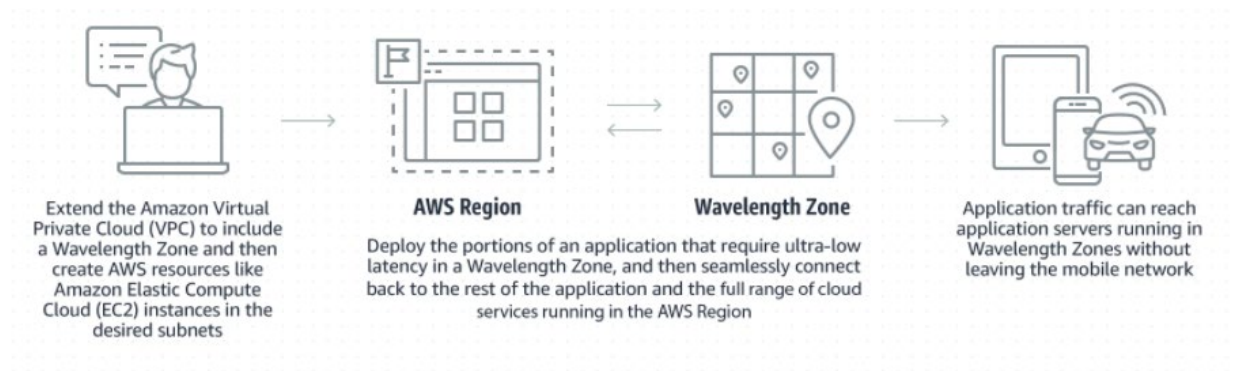 Extend the Amazon Virtual
Private Cloud (VPC) to include
a Wavelength Zone and then
create AWS resources like
Amazon Elastic Compute
Cloud (EC2) instances in the
desired subnets
AWS Region
Wavelength Zone
Deploy the portions of an application that require ultra-low
latency in a Wavelength Zone, and then seamlessly connect
back to the rest of the application and the full range of cloud
services running in the AWS Region
Application traffic can reach
application servers running in
Wavelength Zones without
leaving the mobile network